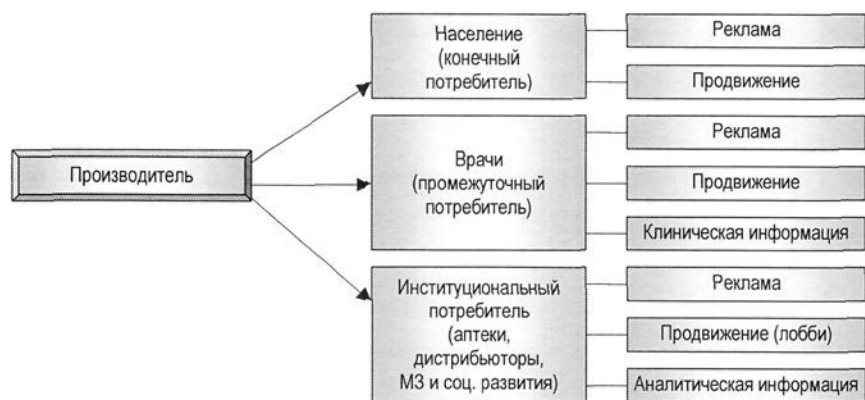 Производитель
Население
(конечный
потребитель)
Реклама
Продвижение
Врачи
(промежуточный
потребитель)
Реклама
Продвижение
Клиническая информация
Институциональный
потребитель
(аптеки,
дистрибьюторы,
МЗ и соц. развития)
Реклама
Продвижение (лобби)
Аналитическая информация